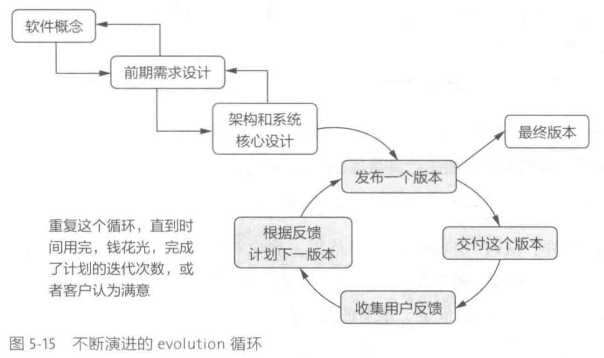 软件概念
前期需求设计
架构和系统
核心设计
最终版本
发布一个版本
重复这个循环，直到时
间用完，钱花光，完成
了计划的迭代次数，或
者客户认为满意
根据反馈
计划下一版本
交付这个版本
收集用户反馈
图 5-15 不断演进的 evolution 循环